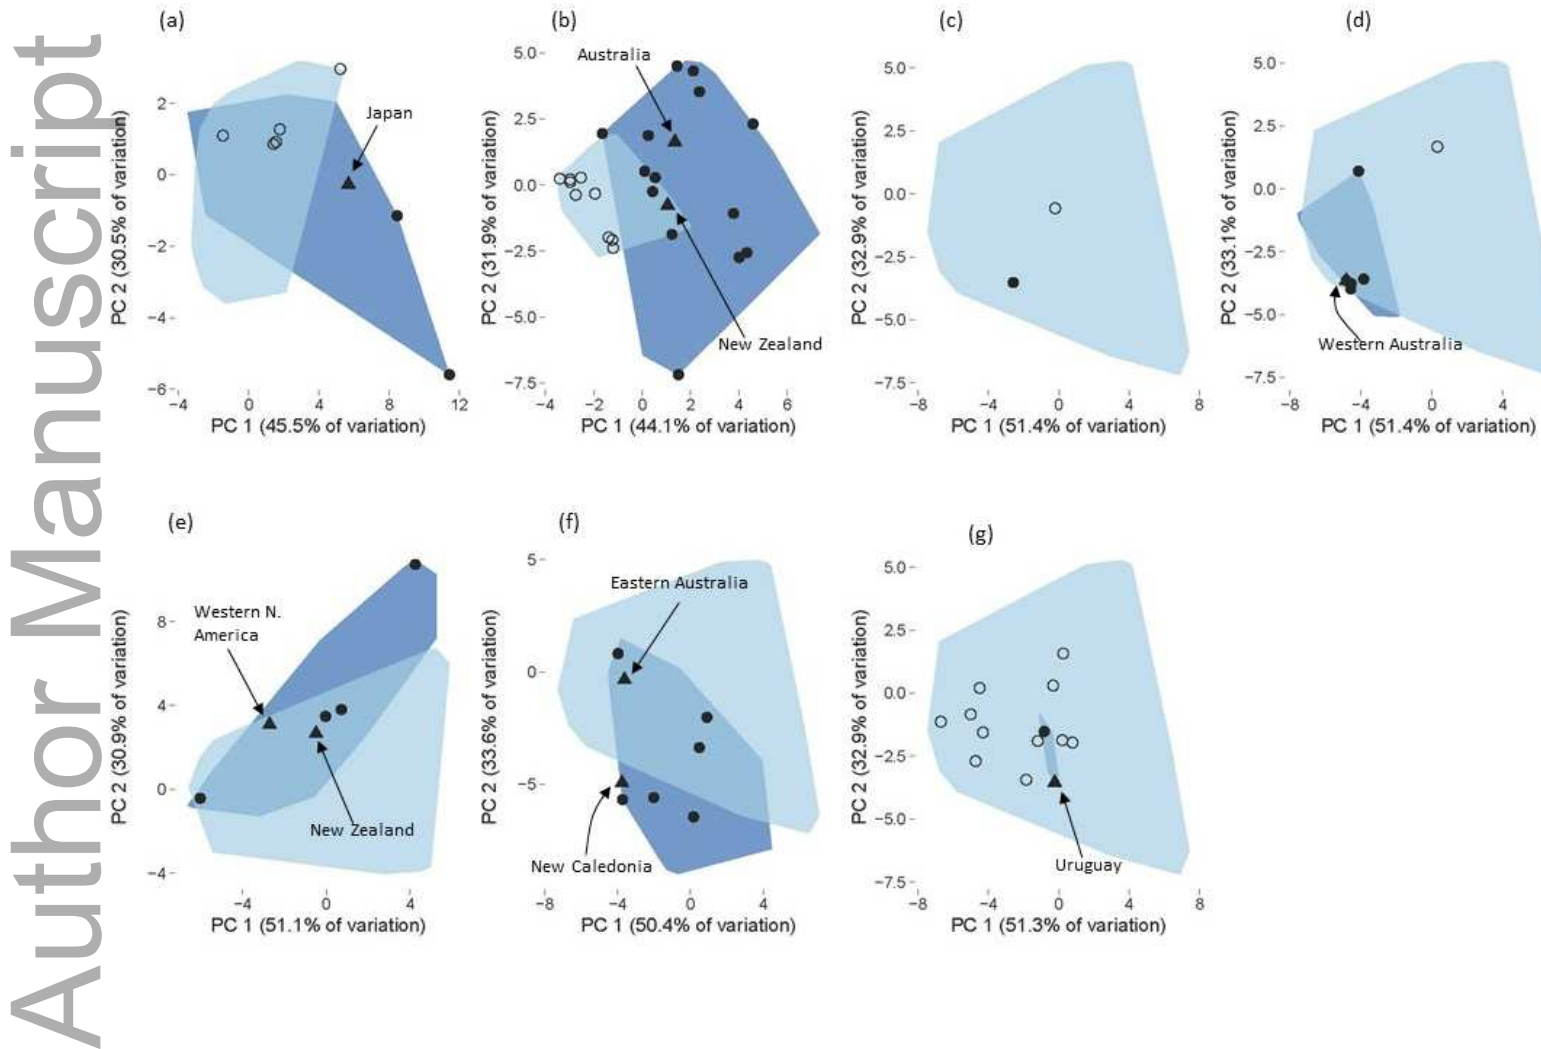 Author Manuscript
(a)
PC 2 (30.5% of variation)
2
0
−2
−4
−6
Japan
−4 0 4 8 12
PC 1 (45.5% of variation)
(b)
PC 2 (31.9% of variation)
5.0
2.5
0.0
−2.5
−5.0
−7.5
Australia
New Zealand
−4 −2 0 2 4 6
PC 1 (44.1% of variation)
(c)
PC 2 (32.9% of variation)
5.0
2.5
0.0
−2.5
−5.0
−7.5
−8 −4 0 4 8
PC 1 (51.4% of variation)
(d)
PC 2 (33.1% of variation)
5.0
2.5
0.0
−2.5
−5.0
−7.5
Western Australia
−8 −4 0 4
PC 1 (51.4% of variation)
(e)
PC 2 (30.9% of variation)
8
4
0
−4
Western N.
America
New Zealand
−4 0 4
PC 1 (51.1% of variation)
(f)
PC 2 (33.6% of variation)
5
0
−5
Eastern Australia
New Caledonia
−8 −4 0 4
PC 1 (50.4% of variation)
(g)
PC 2 (32.9% of variation)
5.0
2.5
0.0
−2.5
−5.0
−7.5
Uruguay
−8 −4 0 4 8
PC 1 (51.3% of variation)